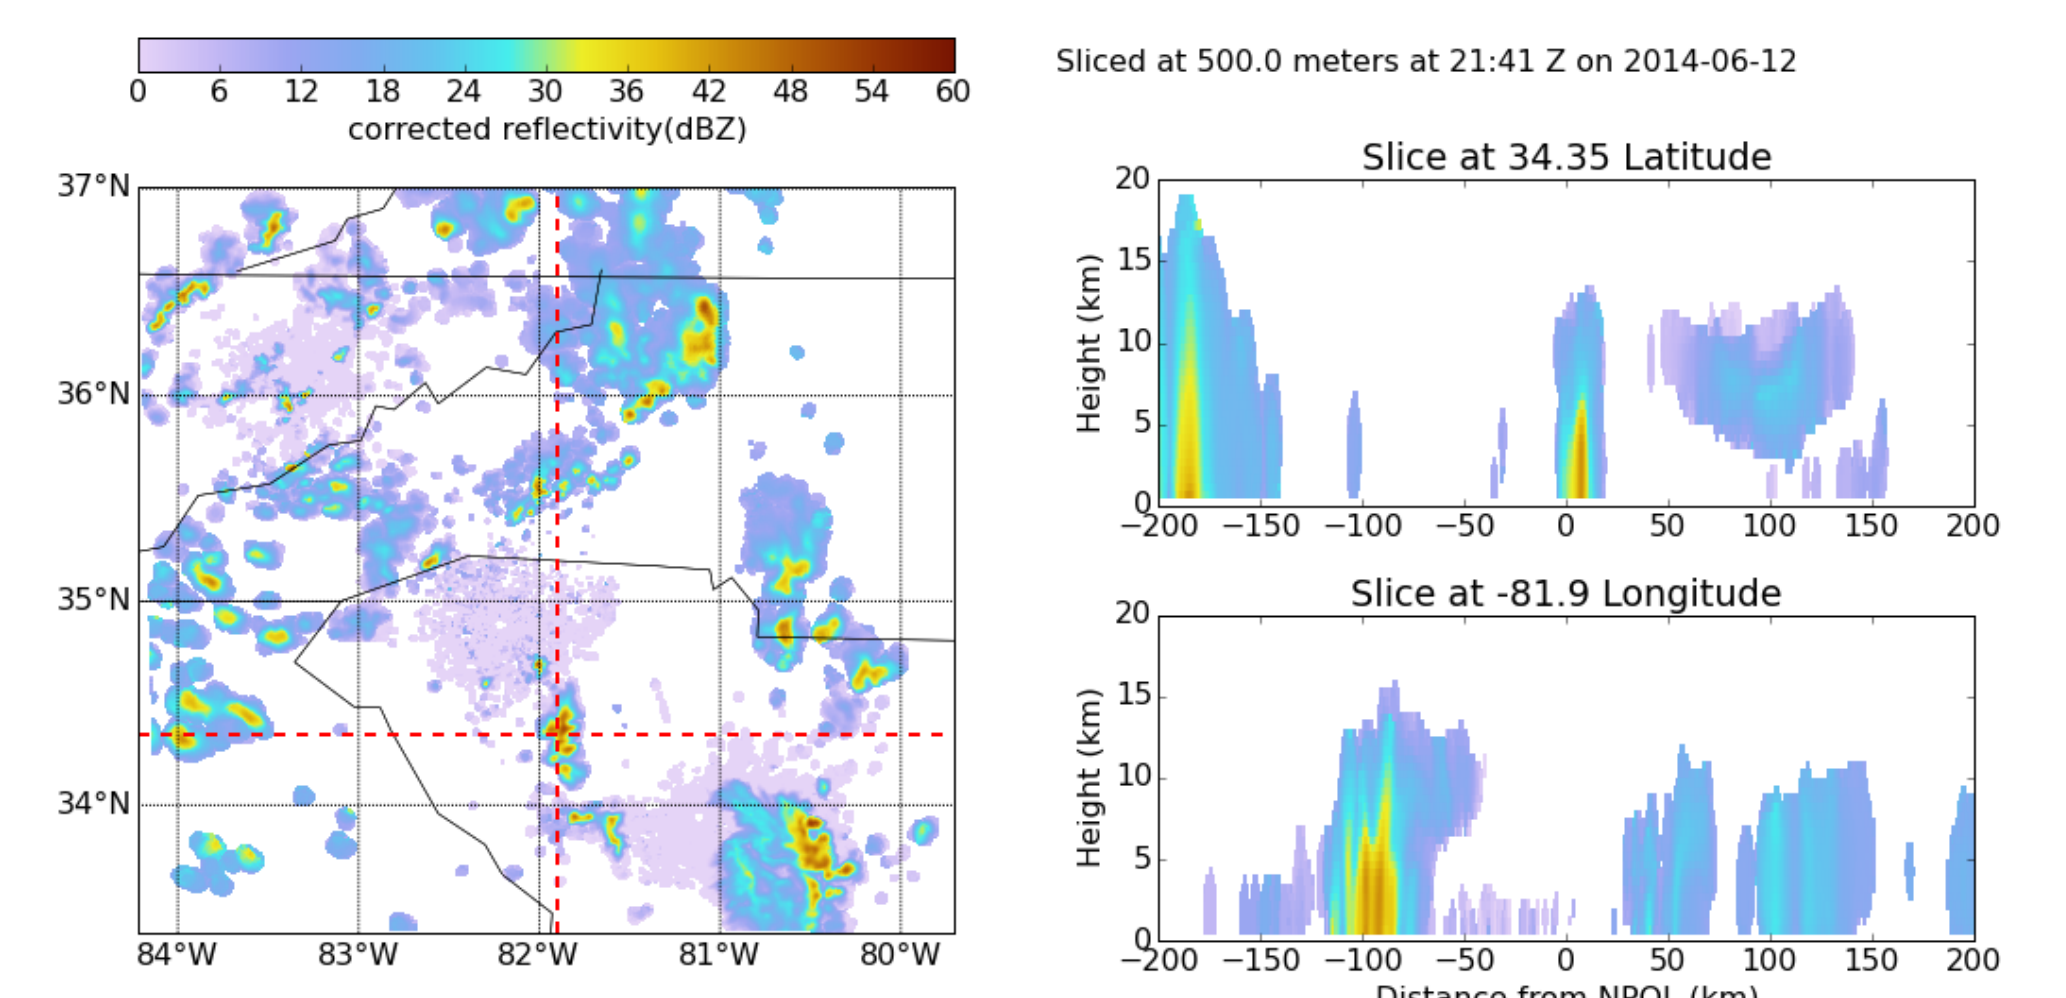 0 6 12 18 24 30 36 42 48 54 60
corrected reflectivity(dBZ)
Sliced at 500.0 meters at 21:41 Z on 2014-06-12
37°N
36°N
35°N
34°N
84°W 83°W 82°W 81°W 80°W
Slice at 34.35 Latitude
20
15
10
5
0
Height (km)
−200 −150 −100 −50 0 50 100 150 200
Slice at -81.9 Longitude
20
15
10
5
0
Height (km)
−200 −150 −100 −50 0 50 100 150 200
Distance from NPOL (km)